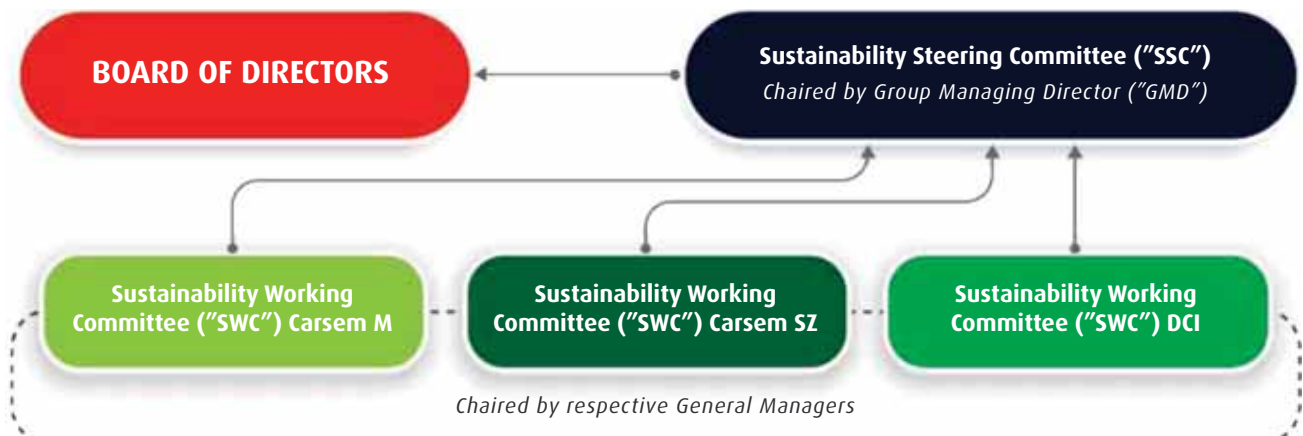 BOARD OF DIRECTORS
Sustainability Steering Committee ("SSC")
Chaired by Group Managing Director ("GMD")
Sustainability Working
Committee ("SWC") Carsem M
Sustainability Working
Committee ("SWC") Carsem SZ
Sustainability Working
Committee ("SWC") DCI
Chaired by respective General Managers